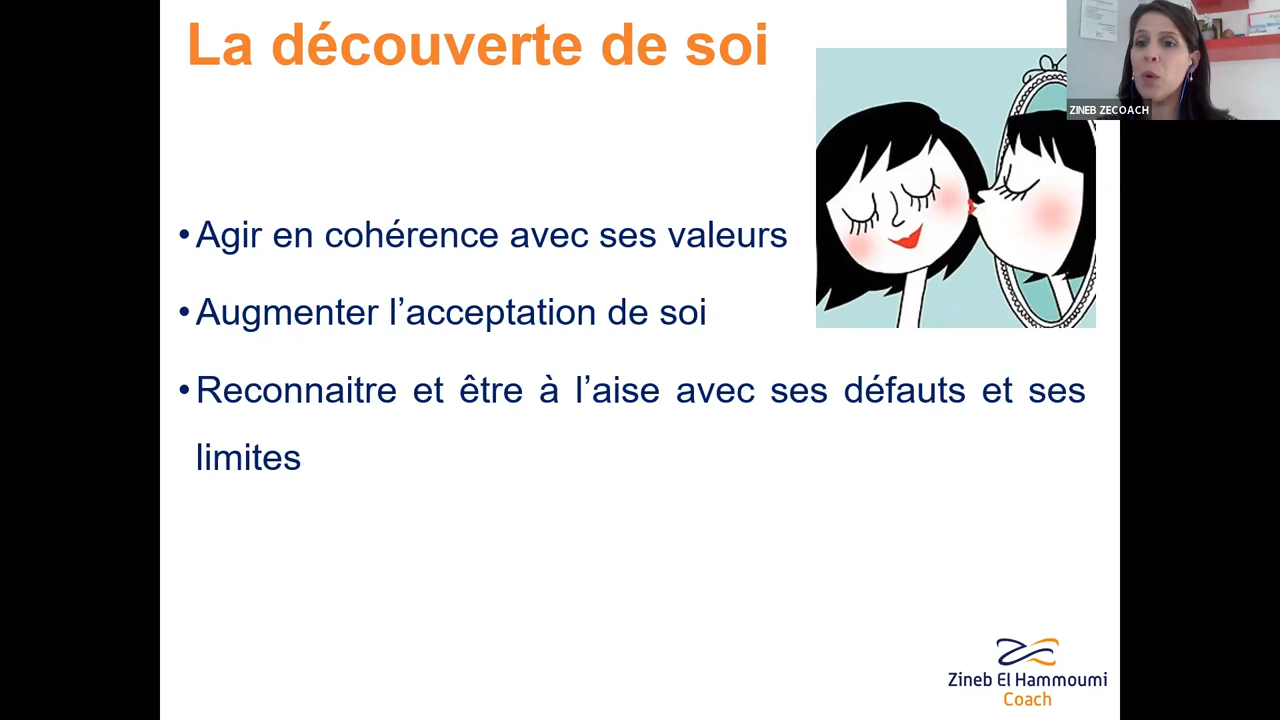 La découverte de soi
ZINEB ZECOACH
• Agir en cohérence avec ses valeurs
• Augmenter l’acceptation de soi
• Reconnaitre et être à l’aise avec ses défauts et ses
limites
Zineb El Hammoumi
Coach